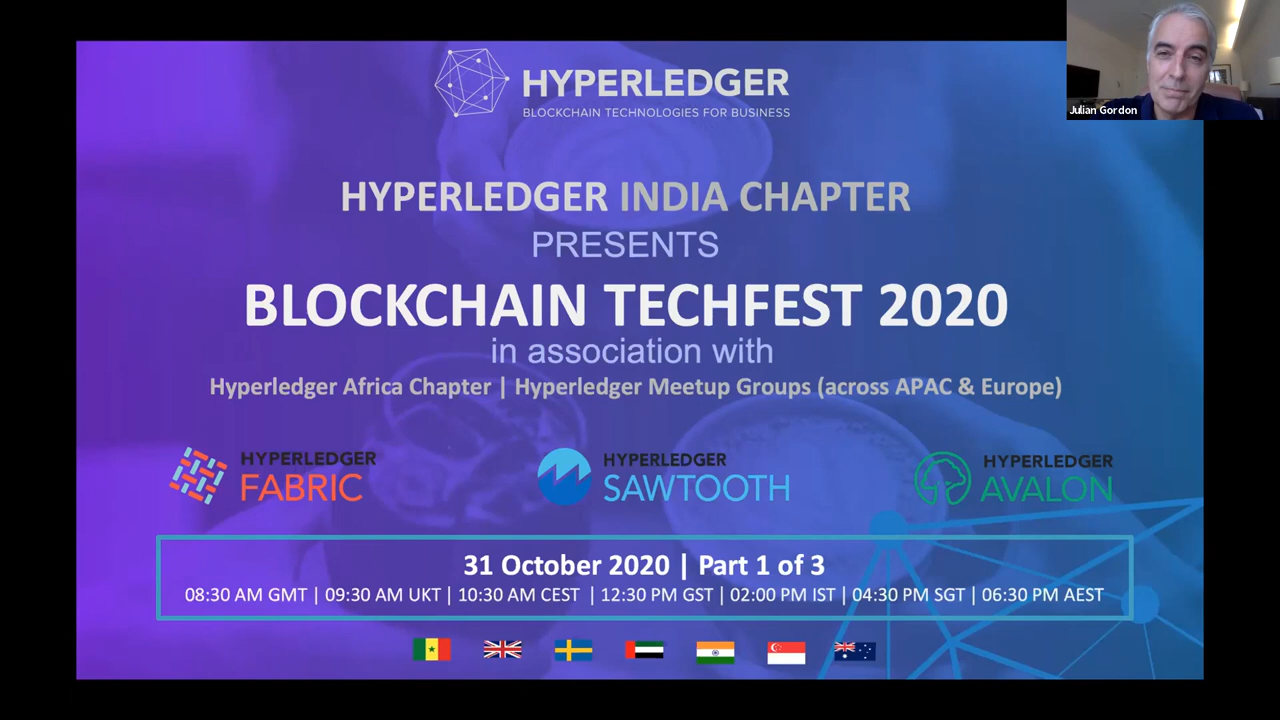 HYPERLEDGER
BLOCKCHAIN TECHNOLOGIES FOR BUSINESS
Julian Gordon
HYPERLEDGER INDIA CHAPTER
PRESENTS
BLOCKCHAIN TECHFEST 2020
in association with
Hyperledger Africa Chapter | Hyperledger Meetup Groups (across APAC & Europe)
HYPERLEDGER
FABRIC
HYPERLEDGER
SAWTOOTH
HYPERLEDGER
AVALON
31 October 2020 | Part 1 of 3
08:30 AM GMT | 09:30 AM UKT | 10:30 AM CEST | 12:30 PM GST | 02:00 PM IST | 04:30 PM SGT | 06:30 PM AEST